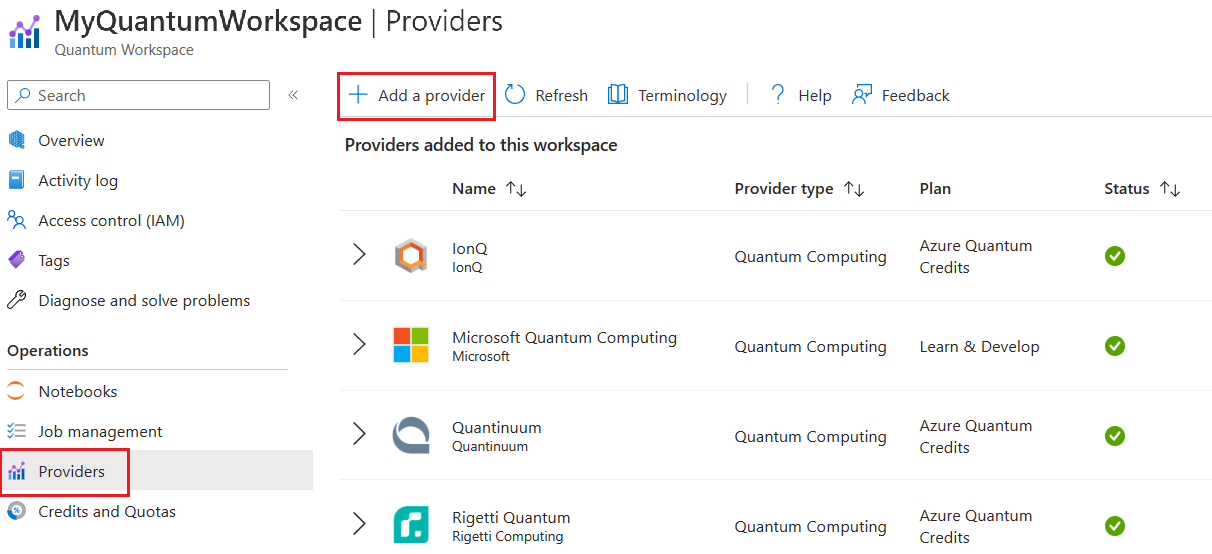 MyQuantumWorkspace | Providers
Quantum Workspace
Search
«
Overview
Activity log
Access control (IAM)
Tags
Diagnose and solve problems
Operations
Notebooks
Job management
Providers
Credits and Quotas
Add a provider
Refresh
Terminology
Help
Feedback
Providers added to this workspace
Name Provider type Plan Status
IonQ
IonQ
Quantum Computing
Azure Quantum
Credits
Microsoft Quantum Computing
Microsoft
Quantum Computing
Learn & Develop
Quantinuum
Quantinuum
Quantum Computing
Azure Quantum
Credits
Rigetti Quantum
Rigetti Computing
Quantum Computing
Azure Quantum
Credits